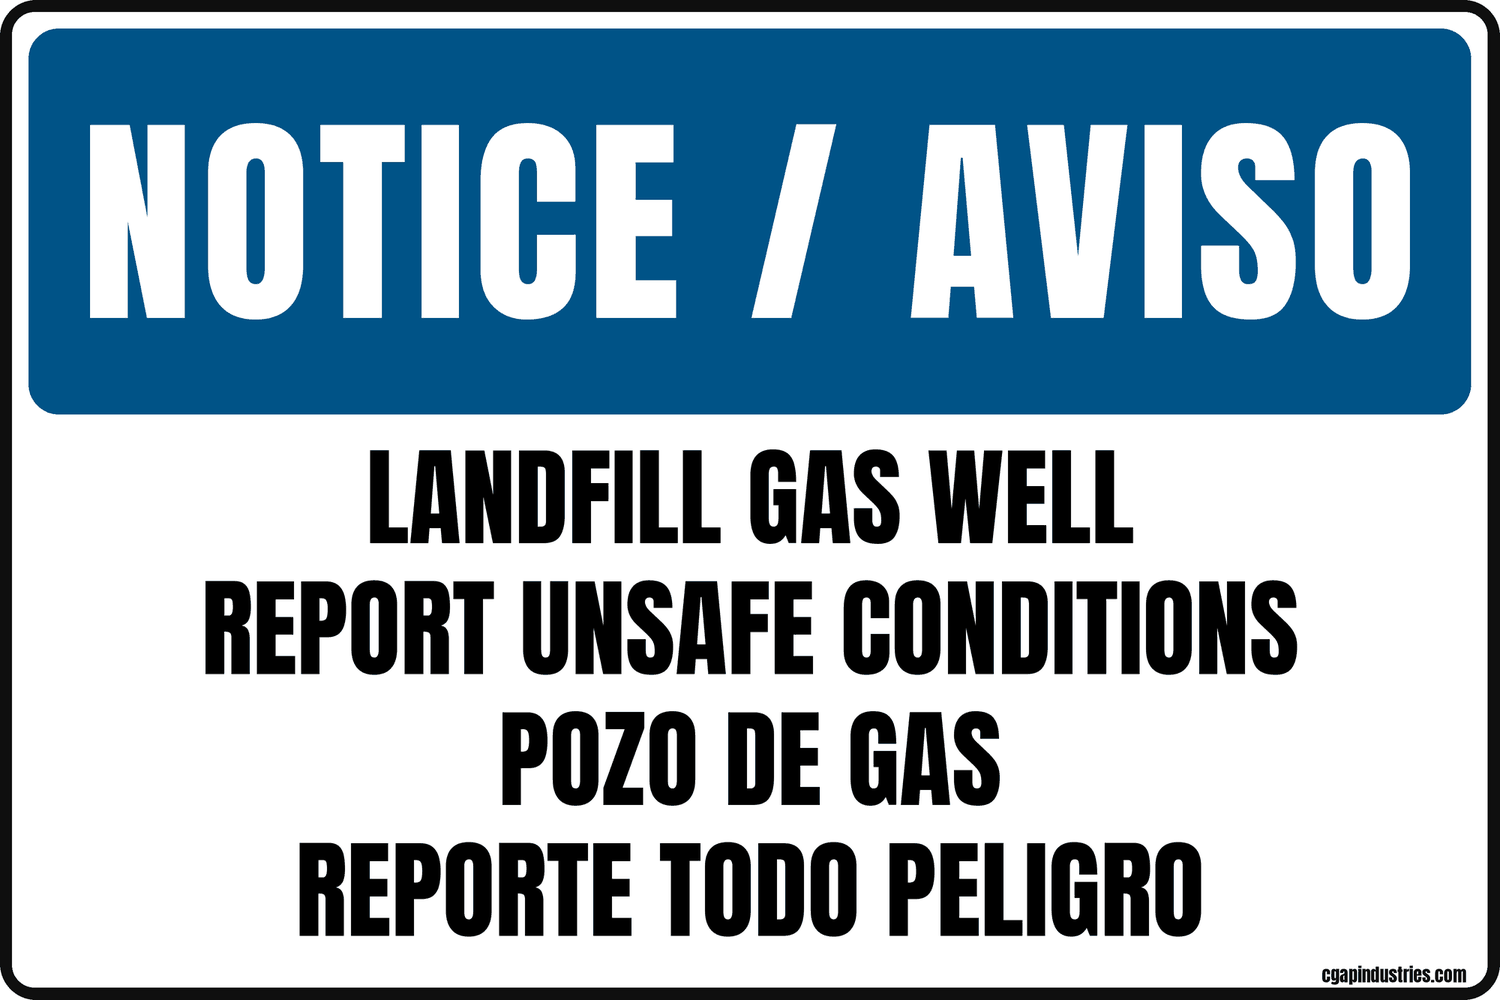 NOTICE / AVISO
LANDFILL GAS WELL
REPORT UNSAFE CONDITIONS
POZO DE GAS
REPORTE TODO PELIGRO
cgapindustries.com